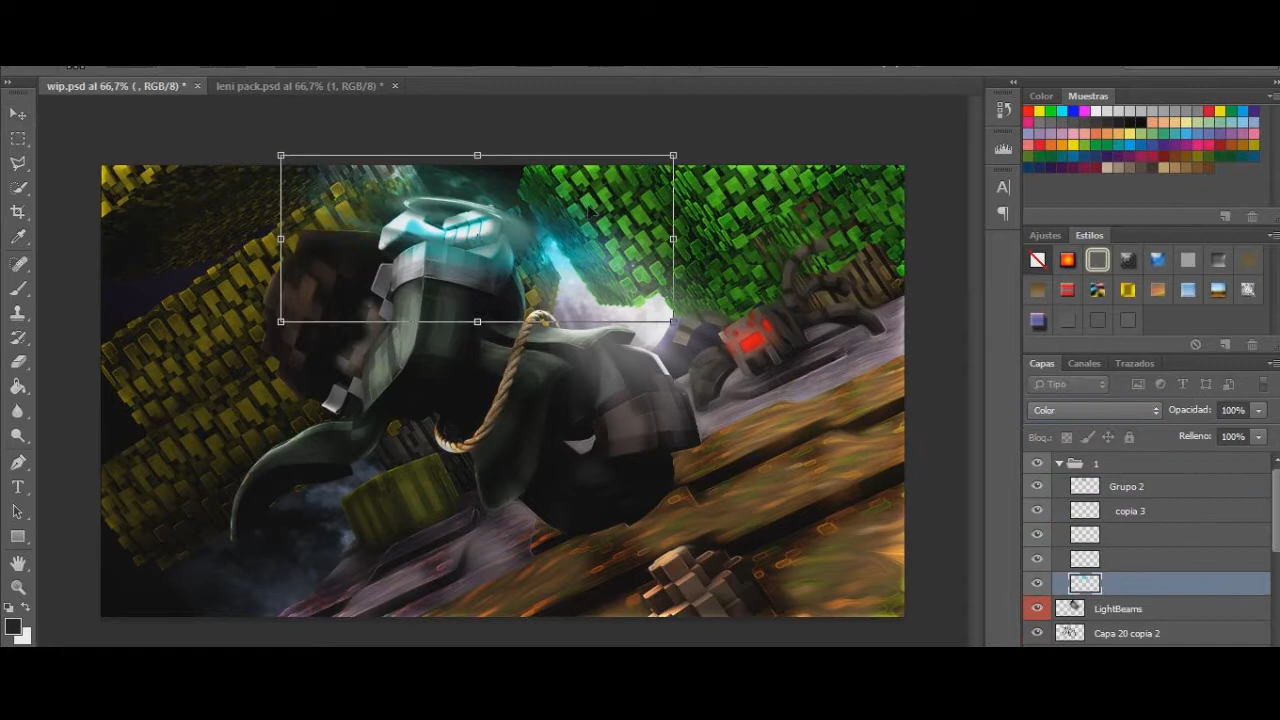 wip.psd al 66,7% ( , RGB/8) *
leni pack.psd al 66,7% (1, RGB/8) *
Color
Muestras
Ajustes
Estilos
Capas
Canales
Trazados
Tipo
Color
Opacidad:
100%
Bloq.:
Relleno:
100%
1
Grupo 2
copia 3
LightBeams
Capa 20 copia 2